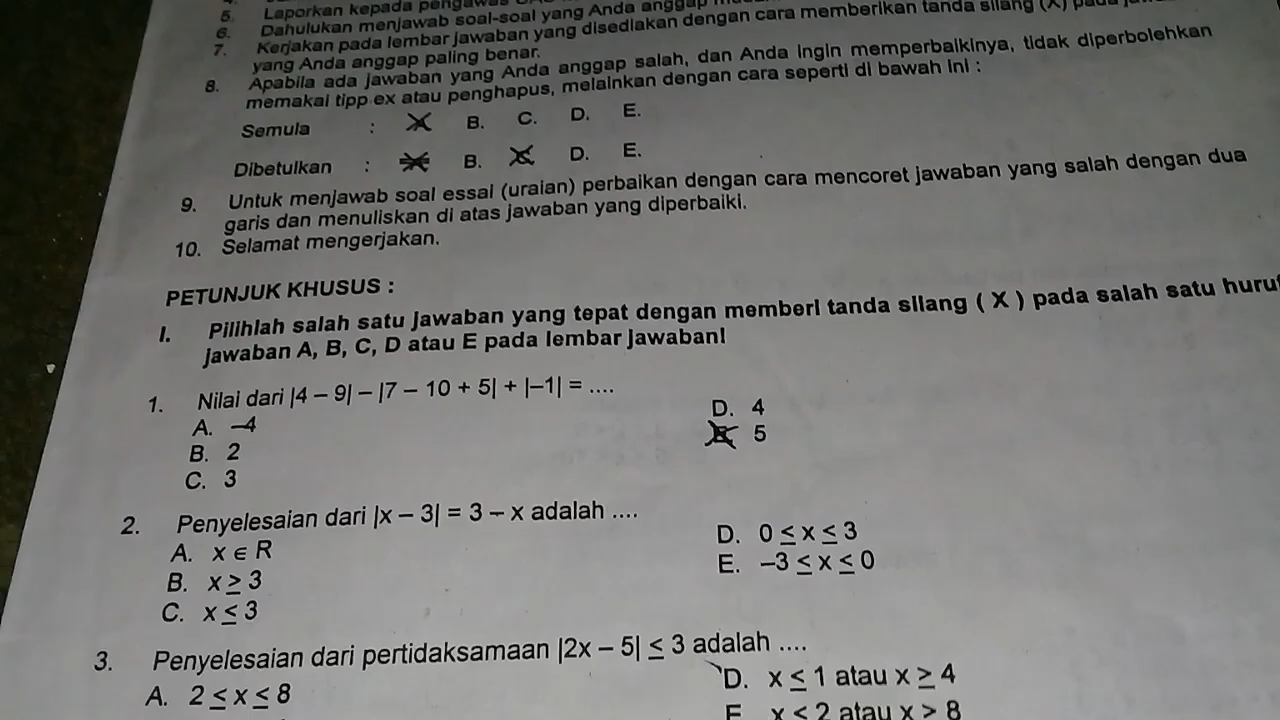 5. Laporkan kepada pengawas
6. Dahulukan menjawab soal-soal yang Anda anggap
7. Kerjakan pada lembar jawaban yang disediakan dengan cara memberikan tanda silang (X) pada
yang Anda anggap paling benar.
8. Apabila ada jawaban yang Anda anggap salah, dan Anda ingin memperbaikinya, tidak diperbolehkan
memakai tipp ex atau penghapus, melainkan dengan cara seperti di bawah ini :
Semula : A. B. C. D. E.
Dibetulkan : A. B. C. D. E.
9. Untuk menjawab soal essai (uraian) perbaikan dengan cara mencoret jawaban yang salah dengan dua
garis dan menuliskan di atas jawaban yang diperbaiki.
10. Selamat mengerjakan.
PETUNJUK KHUSUS :
I. Pilihlah salah satu jawaban yang tepat dengan memberi tanda silang ( X ) pada salah satu huruf
jawaban A, B, C, D atau E pada lembar jawaban!
1. Nilai dari |4 – 9| – |7 – 10 + 5| + |–1| = ....
A. –4
B. 2
C. 3
D. 4
E. 5
2. Penyelesaian dari |x – 3| = 3 – x adalah ....
A. x ∈ R
B. x ≥ 3
C. x ≤ 3
D. 0 ≤ x ≤ 3
E. –3 ≤ x ≤ 0
3. Penyelesaian dari pertidaksamaan |2x – 5| ≤ 3 adalah ....
A. 2 ≤ x ≤ 8
D. x ≤ 1 atau x ≥ 4
E x < 2 atau x > 8